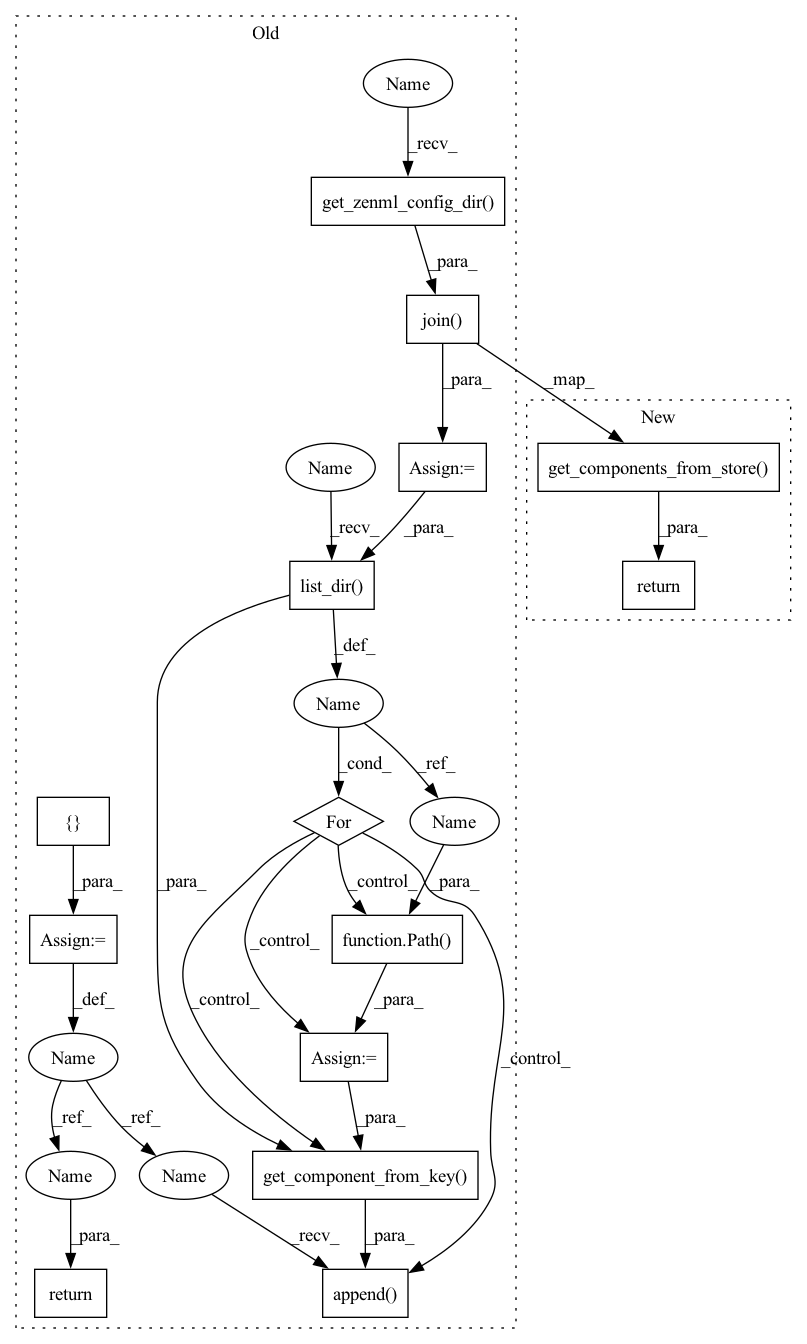 Old
Name
_recv_
get_zenml_config_dir()
_para_
join()
_para_
_map_
New
Name
Assign:=
get_components_from_store()
_recv_
_para_
_para_
list_dir()
return
_def_
Name
_cond_
_ref_
{}
For
Name
_para_
_para_
_control_
_para_
Assign:=
_control_
function.Path()
_def_
_control_
_para_
Name
Assign:=
_control_
_ref_
_ref_
_para_
Name
Name
get_component_from_key()
_para_
_recv_
_para_
return
append()